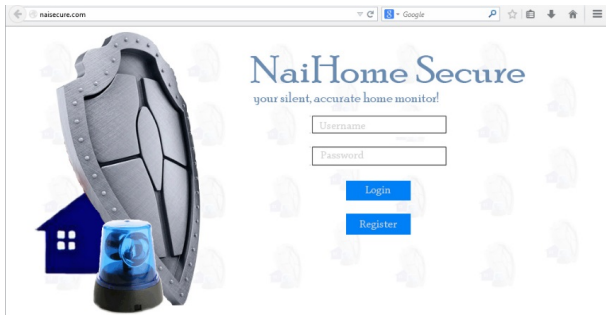 naisecure.com
Google
NaiHome Secure
your silent, accurate home monitor!
Username
Password
Login
Register